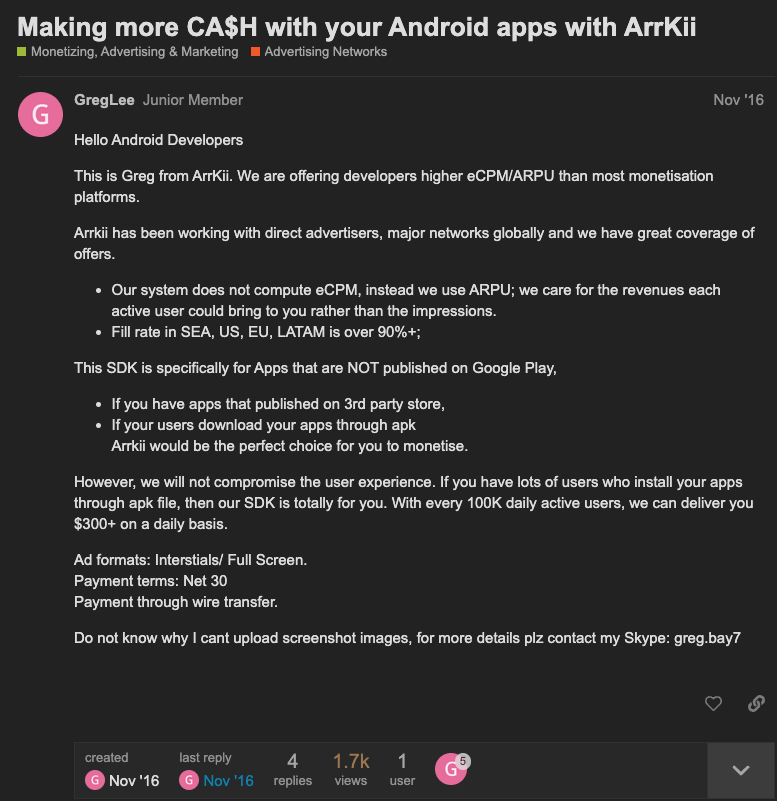 Making more CA$H with your Android apps with ArrKii
Monetizing, Advertising & Marketing Advertising Networks
G GregLee Junior Member Nov '16
Hello Android Developers
This is Greg from ArrKii. We are offering developers higher eCPM/ARPU than most monetisation
platforms.
Arrkii has been working with direct advertisers, major networks globally and we have great coverage of
offers.
• Our system does not compute eCPM, instead we use ARPU; we care for the revenues each
active user could bring to you rather than the impressions.
• Fill rate in SEA, US, EU, LATAM is over 90%+;
This SDK is specifically for Apps that are NOT published on Google Play,
• If you have apps that published on 3rd party store,
• If your users download your apps through apk
Arrkii would be the perfect choice for you to monetise.
However, we will not compromise the user experience. If you have lots of users who install your apps
through apk file, then our SDK is totally for you. With every 100K daily active users, we can deliver you
$300+ on a daily basis.
Ad formats: Interstials/ Full Screen.
Payment terms: Net 30
Payment through wire transfer.
Do not know why I cant upload screenshot images, for more details plz contact my Skype: greg.bay7
created last reply 4 1.7k 1 G 5
G Nov '16 G Nov '16 replies views user